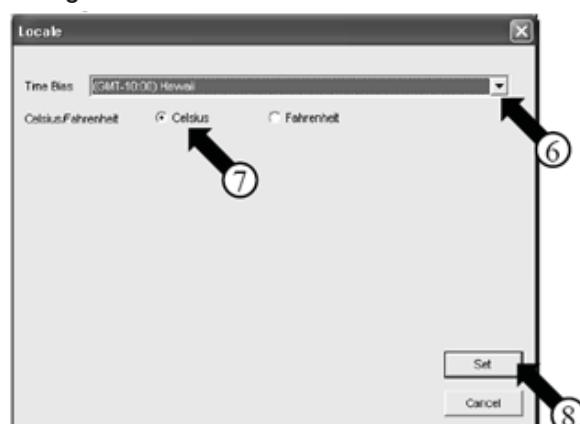 Locale
Time Bias (GMT-10:00) Hawaii
Celsius/Fahrenheit Celsius Fahrenheit
6
7
Set
Cancel
8